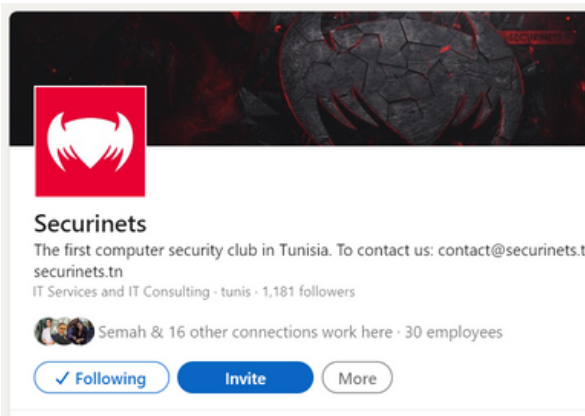 SECURINETS
Securinets
The first computer security club in Tunisia. To contact us: contact@securinets.t
securinets.tn
IT Services and IT Consulting · tunis · 1,181 followers
Semah & 16 other connections work here · 30 employees
✓ Following
Invite
More